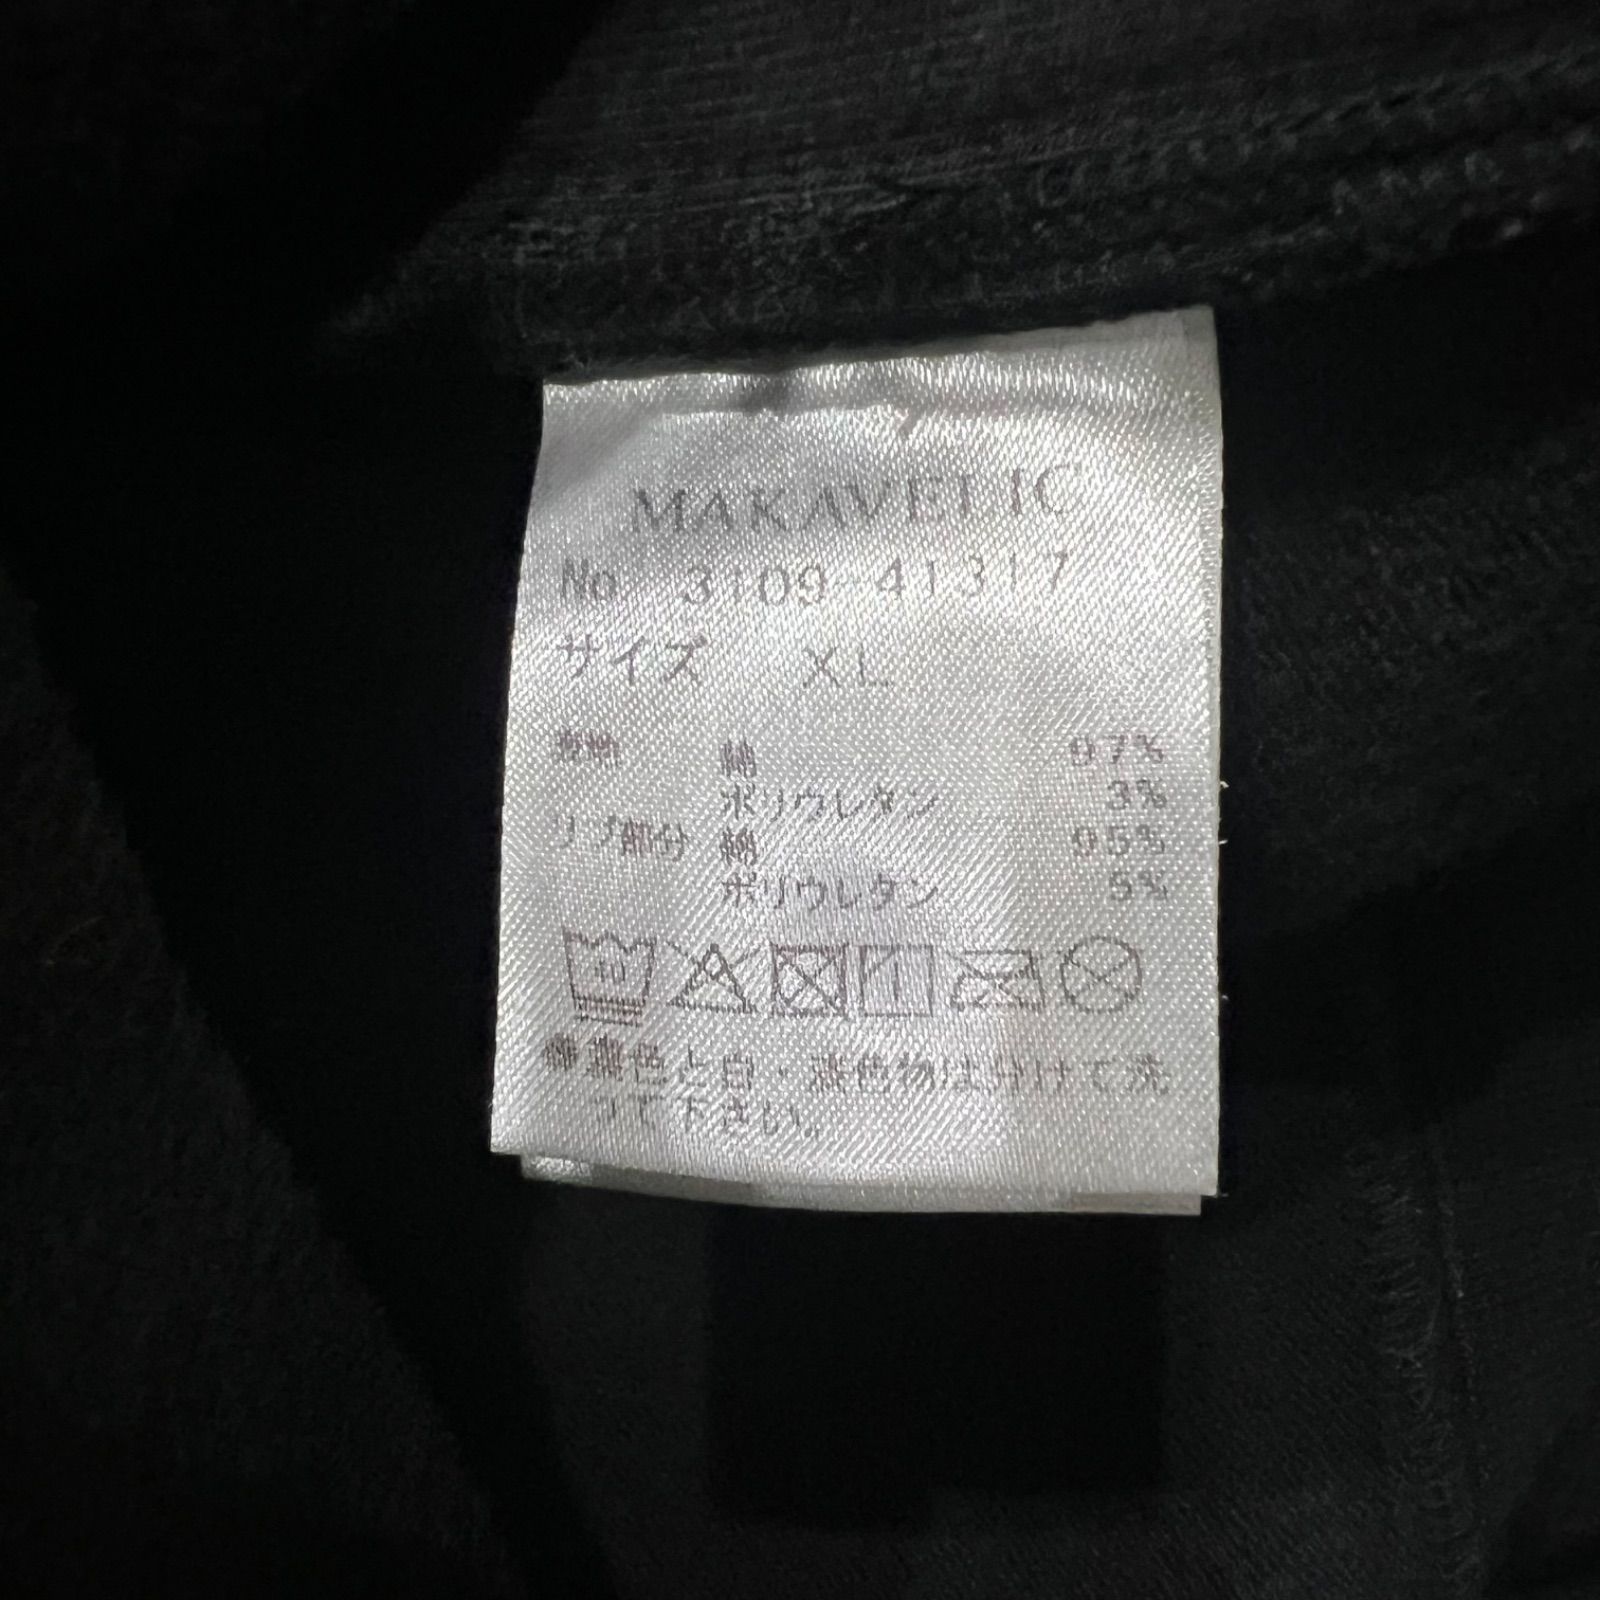 MAKAVELIC
No 3109-41317
サイズ XL
表地 綿 97%
ポリウレタン 3%
リブ部分 綿 95%
ポリウレタン 5%
40
濃色と白・淡色物は分けて洗
って下さい。